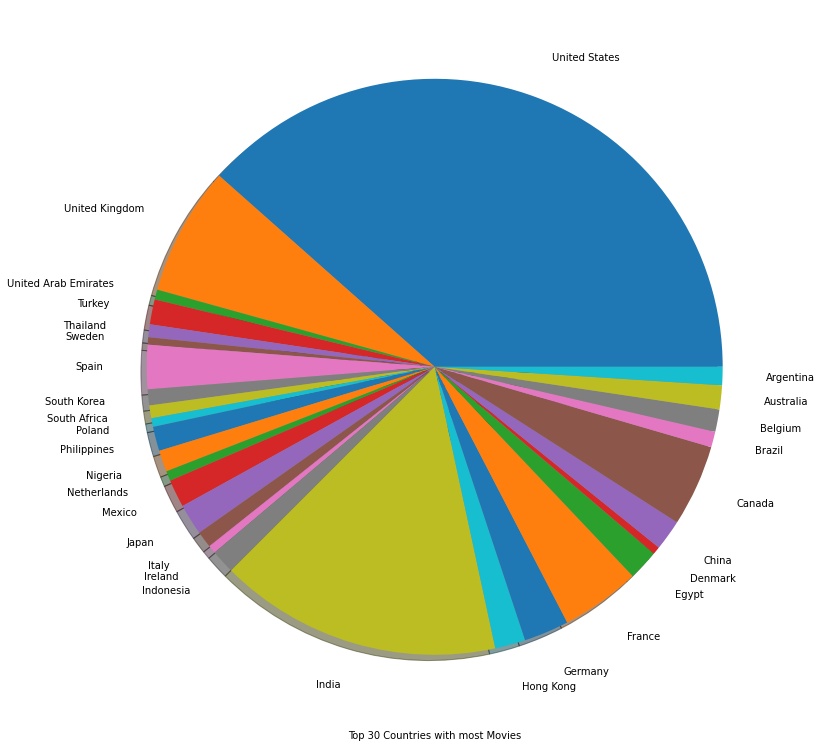 United States
United Kingdom
United Arab Emirates
Turkey
Thailand
Sweden
Spain
South Korea
South Africa
Poland
Philippines
Nigeria
Netherlands
Mexico
Japan
Italy
Ireland
Indonesia
India
Hong Kong
Germany
France
Egypt
Denmark
China
Canada
Brazil
Belgium
Australia
Argentina
Top 30 Countries with most Movies